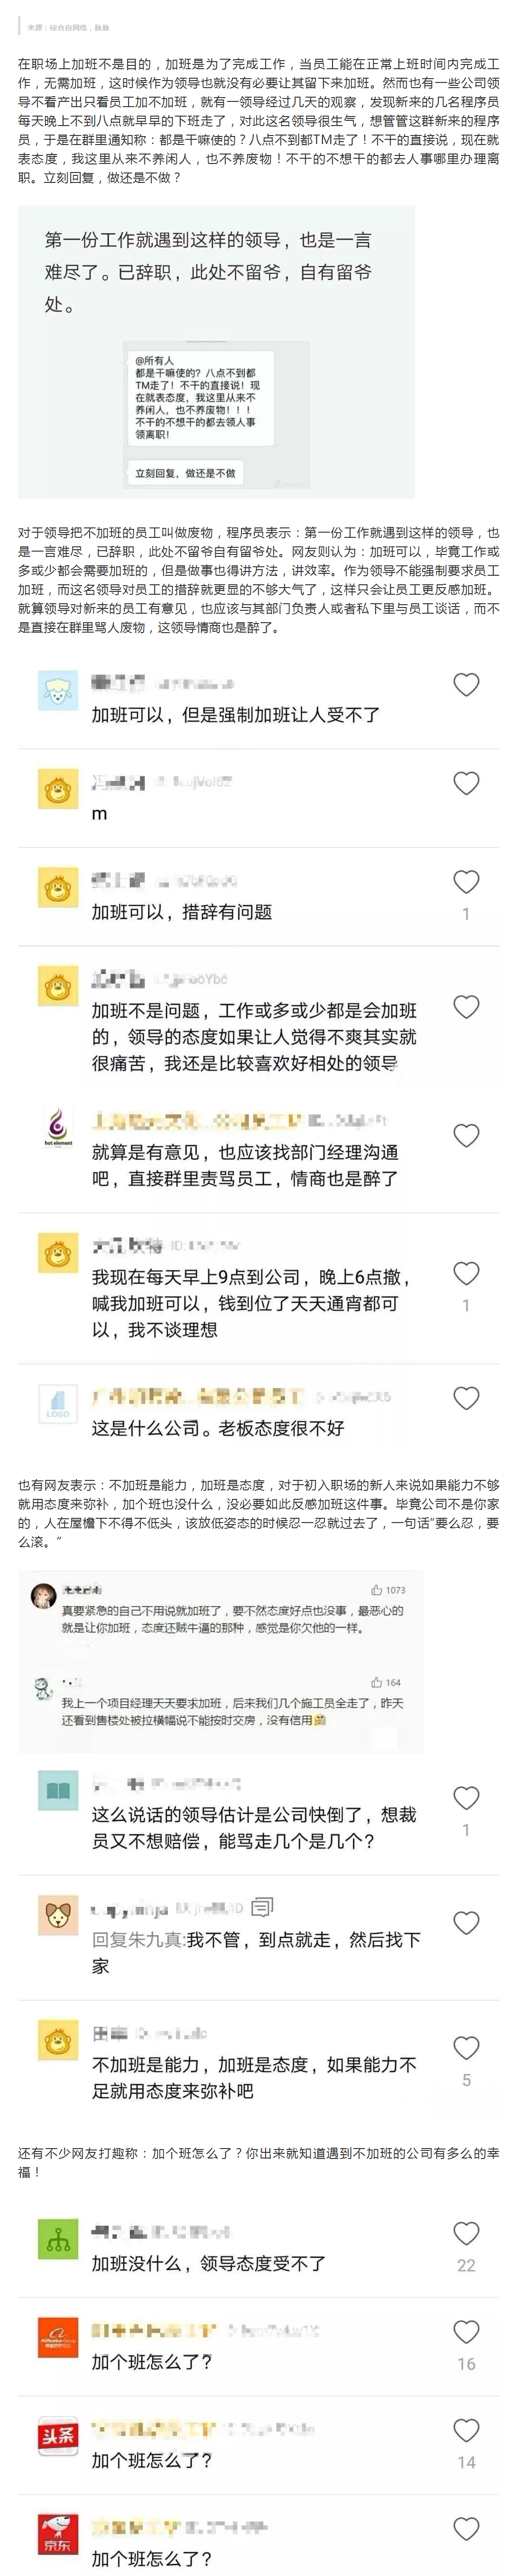 来源：综合自网络，脉脉
在职场上加班不是目的，加班是为了完成工作，当员工能在正常上班时间内完成工
作，无需加班，这时候作为领导也就没有必要让其留下来加班。然而也有一些公司领
导不看产出只看员工加不加班，就有一领导经过几天的观察，发现新来的几名程序员
每天晚上不到八点就早早的下班走了，对此这名领导很生气，想管管这群新来的程序
员，于是在群里通知称：都是干嘛使的？八点不到都TM走了！不干的直接说，现在就
表态度，我这里从来不养闲人，也不养废物！不干的不想干的都去人事哪里办理离
职。立刻回复，做还是不做？
第一份工作就遇到这样的领导，也是一言
难尽了。已辞职，此处不留爷，自有留爷
处。
@所有人
都是干嘛使的？八点不到都
TM走了！不干的直接说！现
在就表态度，我这里从来不
养闲人，也不养废物！！！
不干的不想干的都去领人事
领离职！
立刻回复，做还是不做
对于领导把不加班的员工叫做废物，程序员表示：第一份工作就遇到这样的领导，也
是一言难尽，已辞职，此处不留爷自有留爷处。网友则认为：加班可以，毕竟工作或
多或少都会需要加班的，但是做事也得讲方法，讲效率。作为领导不能强制要求员工
加班，而这名领导对员工的措辞就更显的不够大气了，这样只会让员工更反感加班。
就算领导对新来的员工有意见，也应该与其部门负责人或者私下里与员工谈话，而不
是直接在群里骂人废物，这领导情商也是醉了。
加班可以，但是强制加班让人受不了
m
加班可以，措辞有问题
1
加班不是问题，工作或多或少都是会加班
的，领导的态度如果让人觉得不爽其实就
很痛苦，我还是比较喜欢好相处的领导
hot element
就算是有意见，也应该找部门经理沟通
吧，直接群里责骂员工，情商也是醉了
ID:
我现在每天早上9点到公司，晚上6点撤，
喊我加班可以，钱到位了天天通宵都可
以，我不谈理想
1
LOGO
这是什么公司。老板态度很不好
也有网友表示：不加班是能力，加班是态度，对于初入职场的新人来说如果能力不够
就用态度来弥补，加个班也没什么，没必要如此反感加班这件事。毕竟公司不是你家
的，人在屋檐下不得不低头，该放低姿态的时候忍一忍就过去了，一句话“要么忍，要
么滚。”
1073
真要紧急的自己不用说就加班了，要不然态度好点也没事，最恶心的
就是让你加班，态度还贼牛逼的那种，感觉是你欠他的一样。
164
我上一个项目经理天天要求加班，后来我们几个施工员全走了，昨天
还看到售楼处被拉横幅说不能按时交房，没有信用
这么说话的领导估计是公司快倒了，想裁
员又不想赔偿，能骂走几个是几个？
1
回复朱九真:我不管，到点就走，然后找下
家
不加班是能力，加班是态度，如果能力不
足就用态度来弥补吧
5
还有不少网友打趣称：加个班怎么了？你出来就知道遇到不加班的公司有多么的幸
福！
加班没什么，领导态度受不了
22
Alibaba Group
加个班怎么了？
16
头条
加个班怎么了？
14
京东
加个班怎么了？